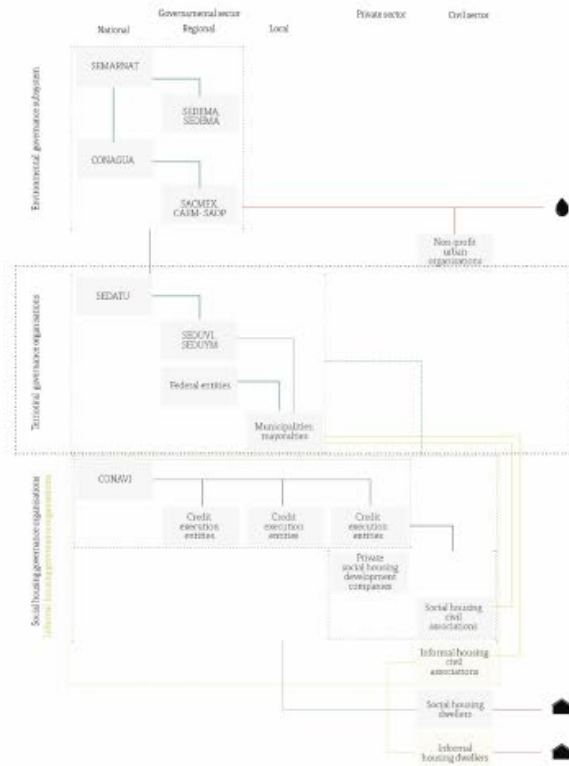 Governamental sector
Private sector
Civil sector
National
Regional
Local
Environmental governance subsystem
SEMARNAT
SEDEMA,
SEDEMA
CONAGUA
SACMEX,
CAEM- SAOP
Non-profit
urban
organisations
Territorial governance organisations
SEDATU
SEDUVI,
SEDUYM
Federal entities
Municipalities,
mayoralties
Social housing governance organisations
Informal housing governance organisations
CONAVI
Credit
execution
entities
Credit
execution
entities
Credit
execution
entities
Private
social housing
development
companies
Social housing
civil
associations
Informal housing
civil
associations
Social housing
dwellers
Informal
housing dwellers